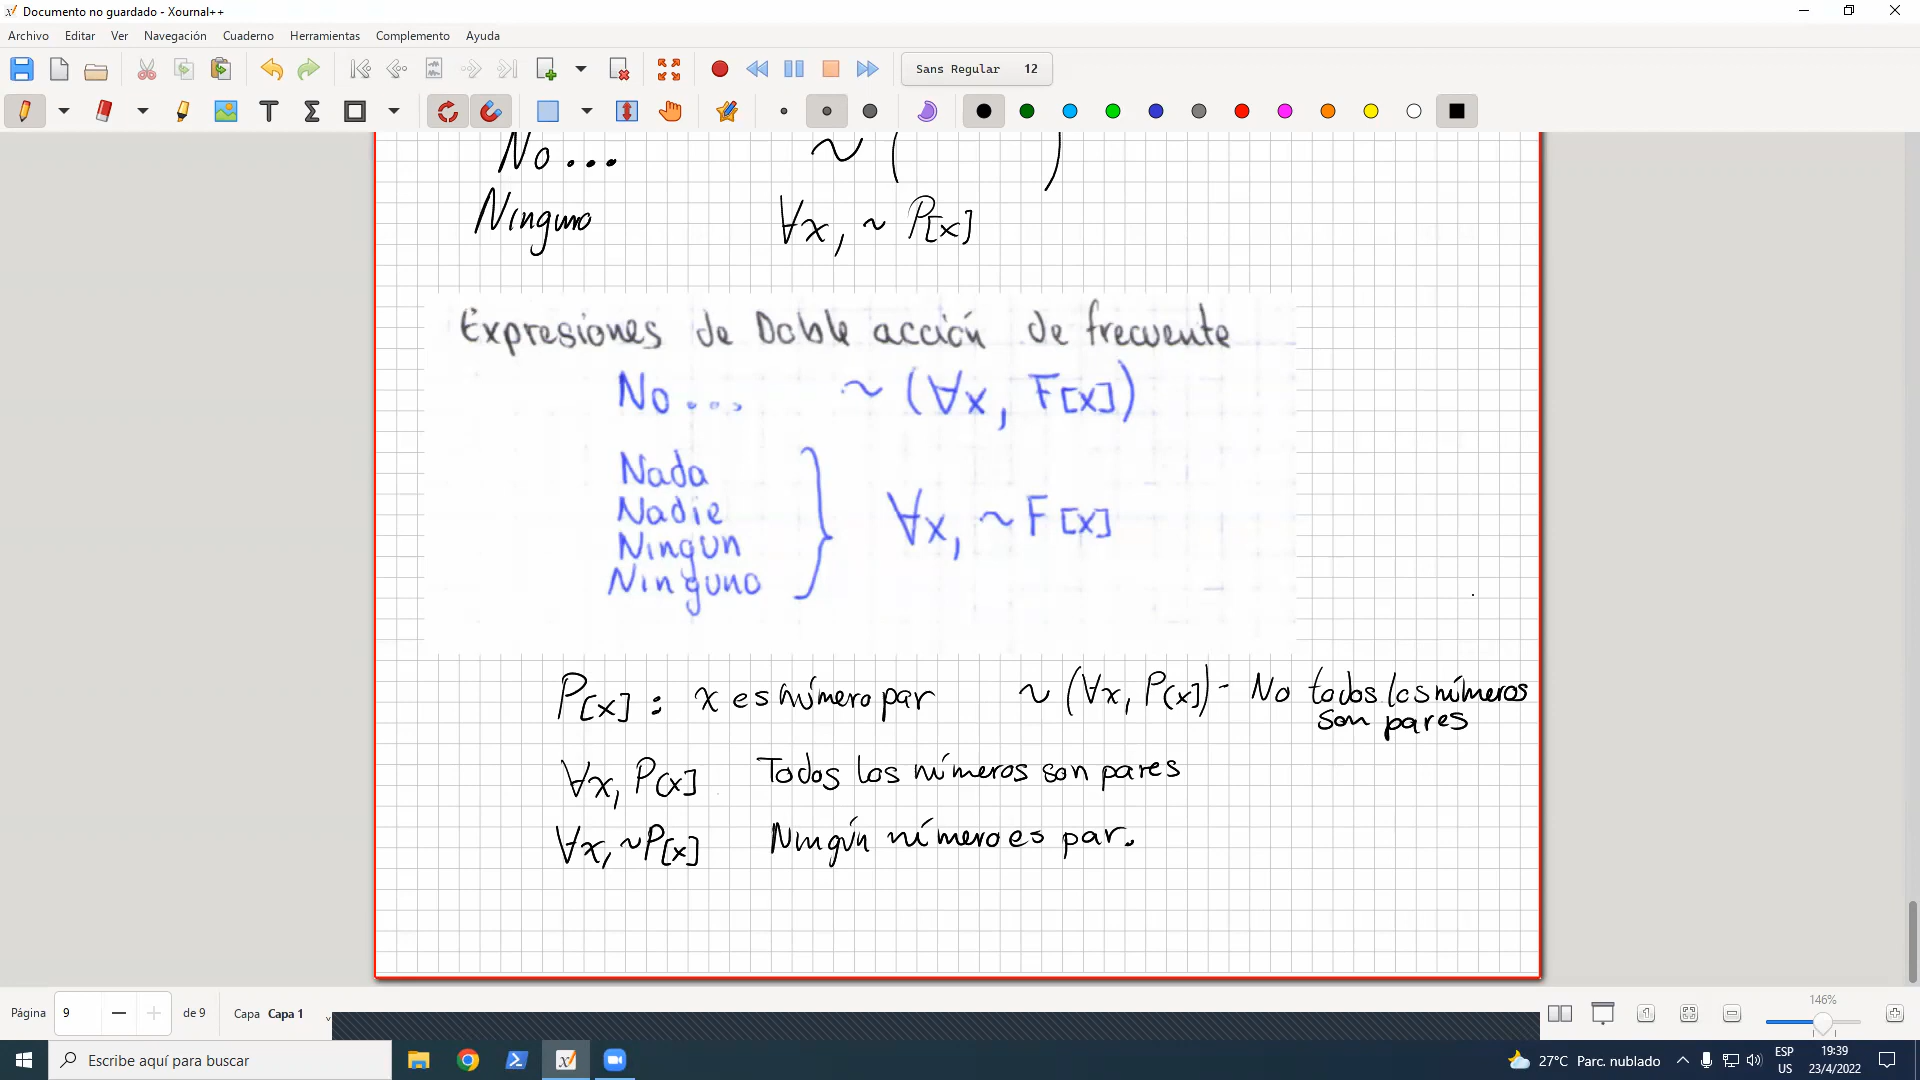 Documento no guardado - Xournal++
Archivo Editar Ver Navegación Cuaderno Herramientas Complemento Ayuda
Sans Regular 12
No... ~ ( )
Ninguno ∀x, ~ P[x]
Expresiones de Doble acción de frecuente
No... ~ (∀x, F[x])
Nada
Nadie
Ningun
Ninguno
∀x, ~ F[x]
P[x] : x es número par ~ (∀x, P[x]) - No todos los números
son pares
∀x, P[x] Todos los números son pares
∀x, ~P[x] Ningún número es par.
Página 9 de 9 Capa Capa 1
146%
Escribe aquí para buscar
27°C Parc. nublado
ESP
US
19:39
23/4/2022